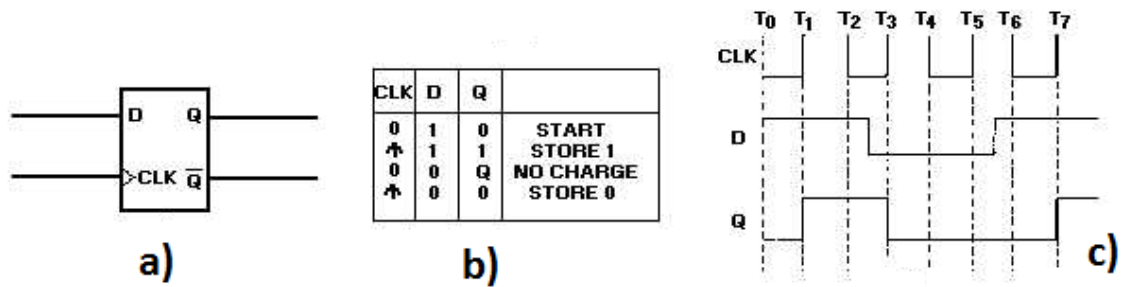 D Q
CLK Q̅
a)
CLK D Q
0 1 0 START
↑ 1 1 STORE 1
0 0 Q NO CHARGE
↑ 0 0 STORE 0
b)
T0 T1 T2 T3 T4 T5 T6 T7
CLK
D
Q
c)